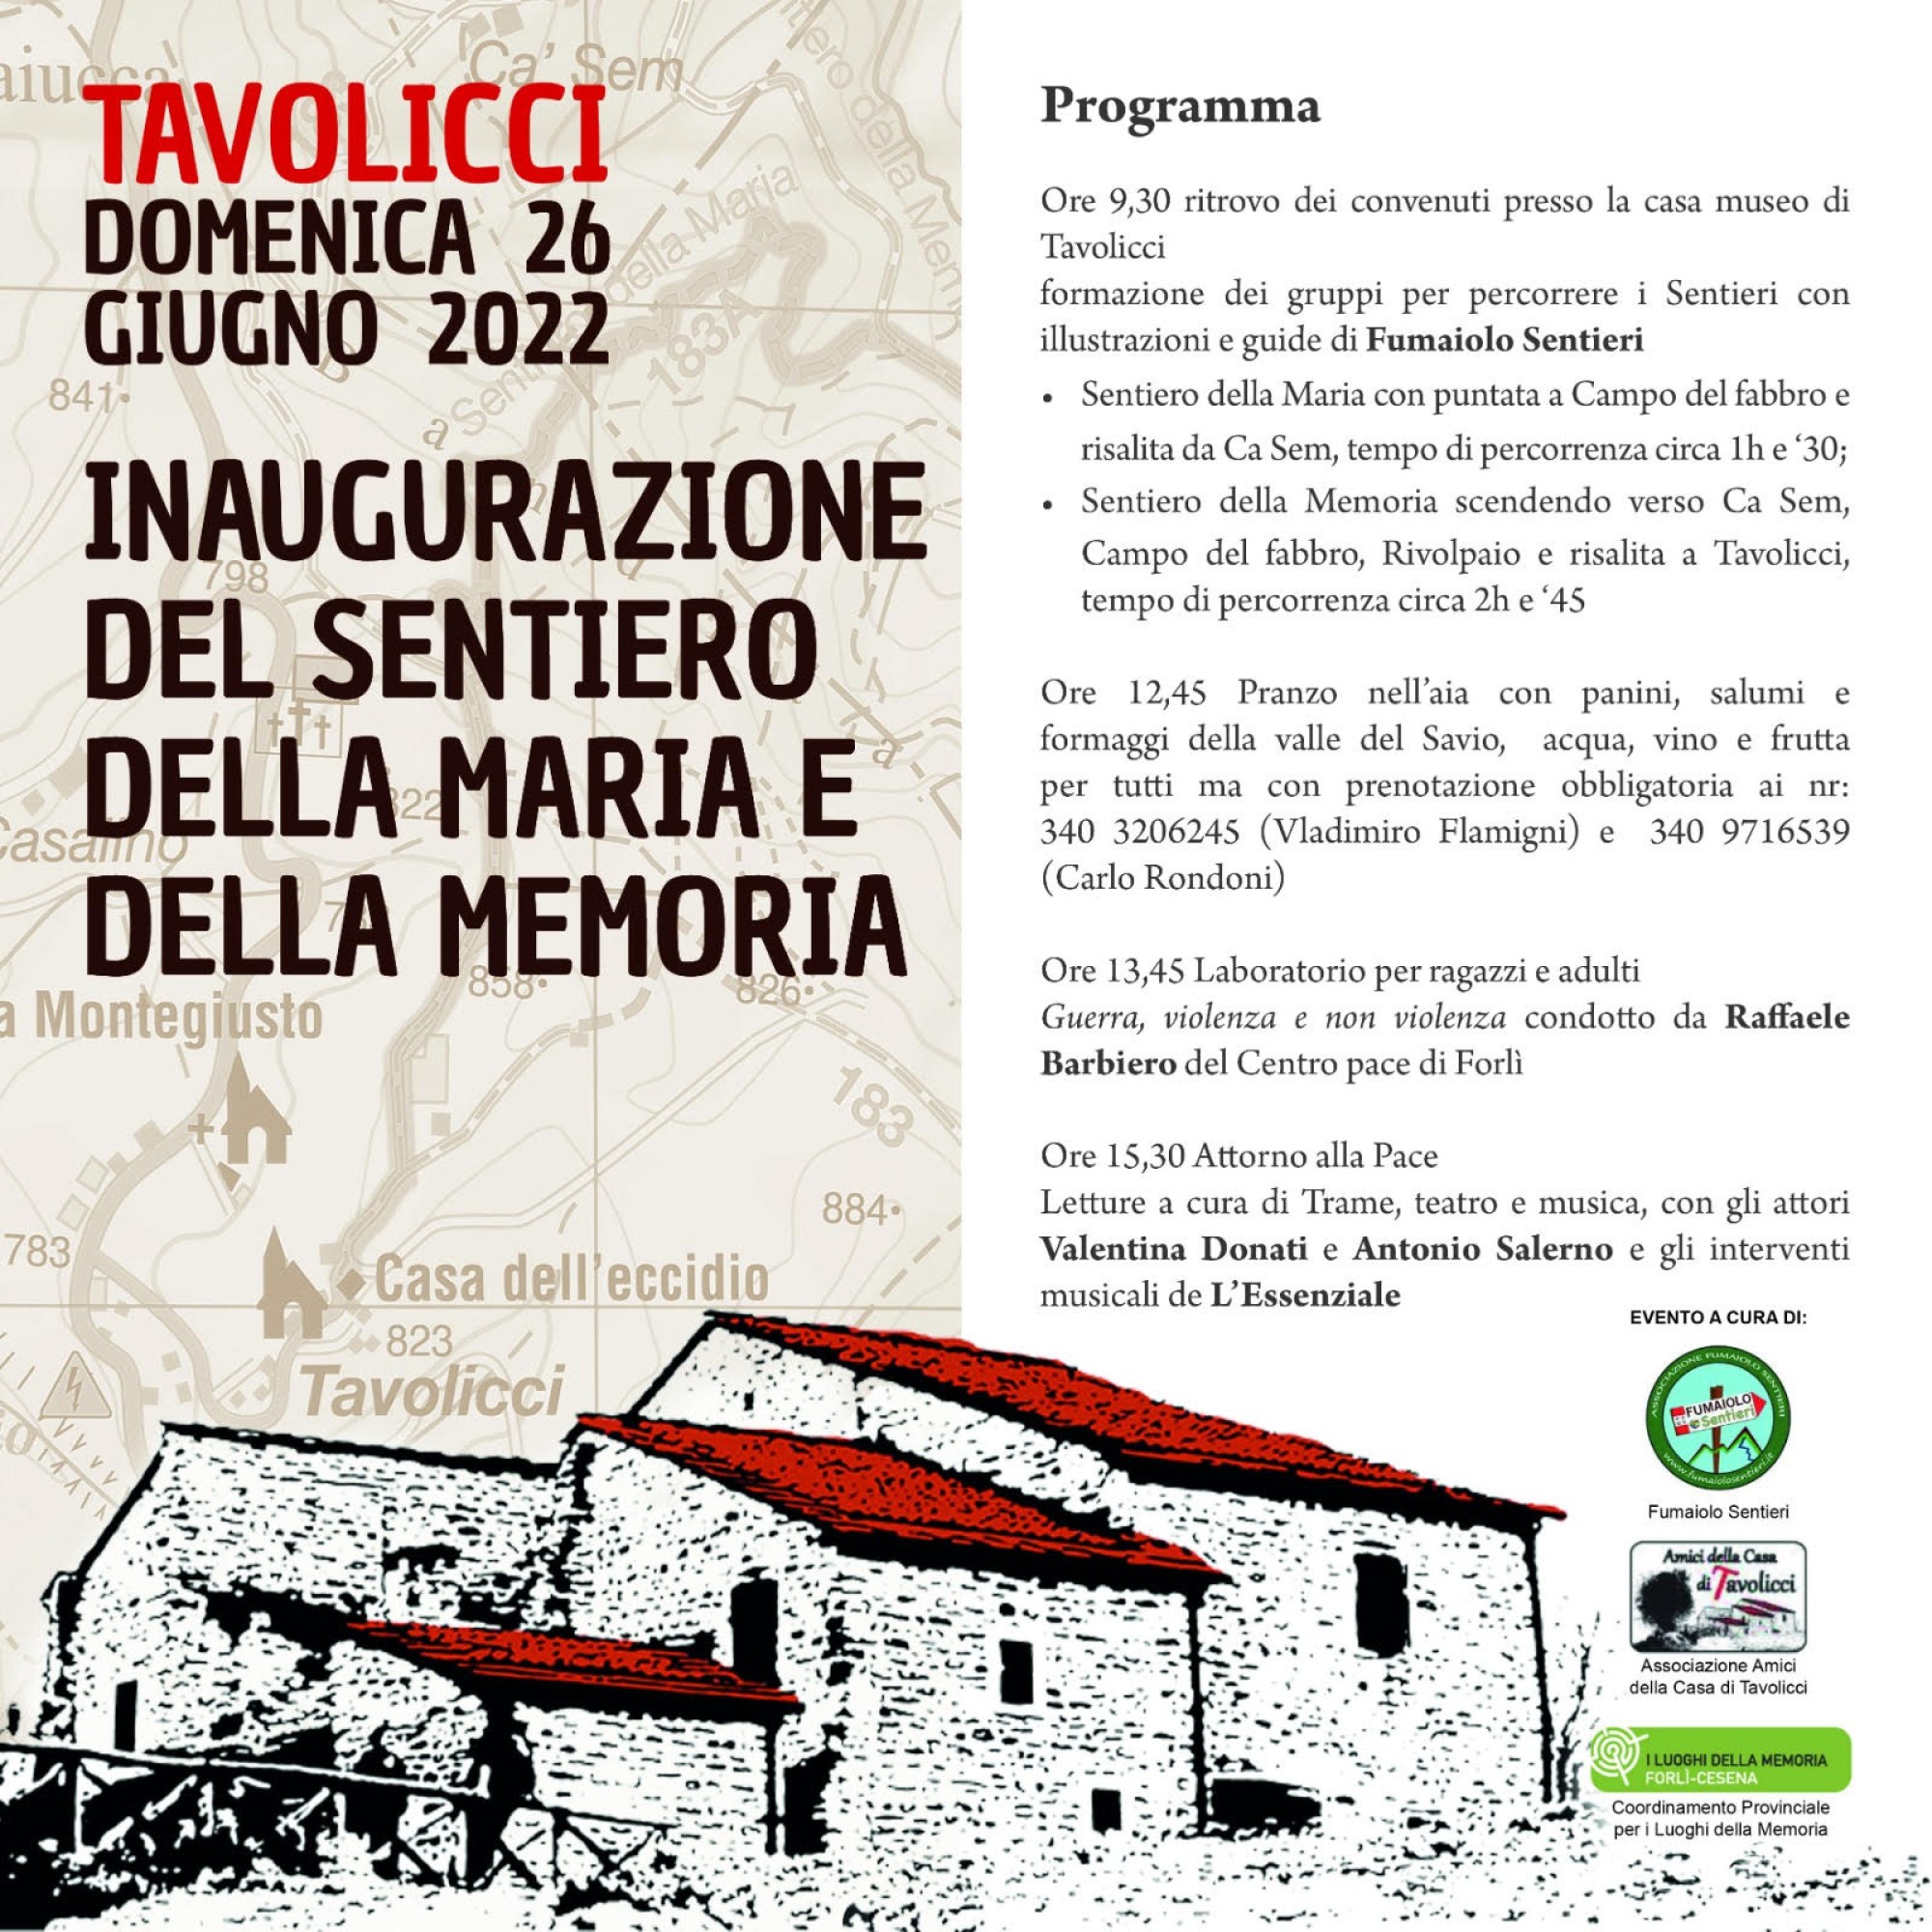 TAVOLICCI
DOMENICA 26
GIUGNO 2022
INAUGURAZIONE
DEL SENTIERO
DELLA MARIA E
DELLA MEMORIA
Ca' Sem
della Maria
183A
841
a
798
822
Casalino
858
826
a Montegiusto
183
884
783
Casa dell'eccidio
823
Tavolicci
Programma
Ore 9,30 ritrovo dei convenuti presso la casa museo di
Tavolicci
formazione dei gruppi per percorrere i Sentieri con
illustrazioni e guide di Fumaiolo Sentieri
• Sentiero della Maria con puntata a Campo del fabbro e
risalita da Ca Sem, tempo di percorrenza circa 1h e ‘30;
• Sentiero della Memoria scendendo verso Ca Sem,
Campo del fabbro, Rivolpaio e risalita a Tavolicci,
tempo di percorrenza circa 2h e ‘45
Ore 12,45 Pranzo nell’aia con panini, salumi e
formaggi della valle del Savio, acqua, vino e frutta
per tutti ma con prenotazione obbligatoria ai nr:
340 3206245 (Vladimiro Flamigni) e 340 9716539
(Carlo Rondoni)
Ore 13,45 Laboratorio per ragazzi e adulti
Guerra, violenza e non violenza condotto da Raffaele
Barbiero del Centro pace di Forlì
Ore 15,30 Attorno alla Pace
Letture a cura di Trame, teatro e musica, con gli attori
Valentina Donati e Antonio Salerno e gli interventi
musicali de L’Essenziale
EVENTO A CURA DI:
ASSOCIAZIONE FUMAIOLO SENTIERI
FUMAIOLO
Sentieri
www.fumaiolosentieri.it
Fumaiolo Sentieri
Amici della Casa
di Tavolicci
Associazione Amici
della Casa di Tavolicci
I LUOGHI DELLA MEMORIA
FORLÌ-CESENA
Coordinamento Provinciale
per i Luoghi della Memoria